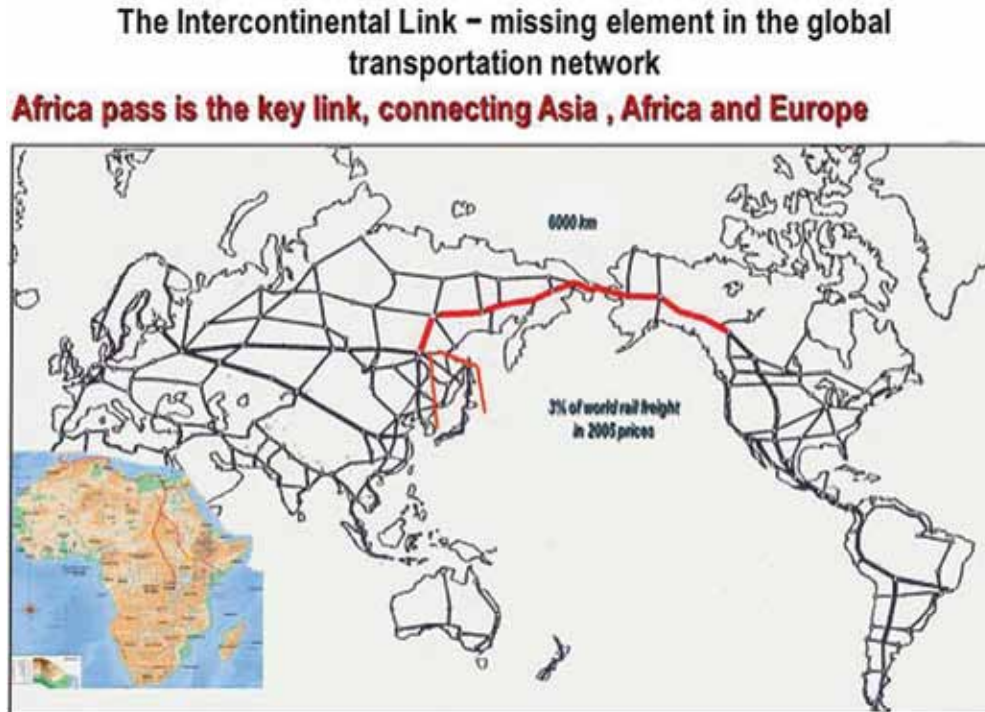 The Intercontinental Link – missing element in the global
transportation network
Africa pass is the key link, connecting Asia , Africa and Europe
6000 km
3% of world rail freight
in 2005 prices